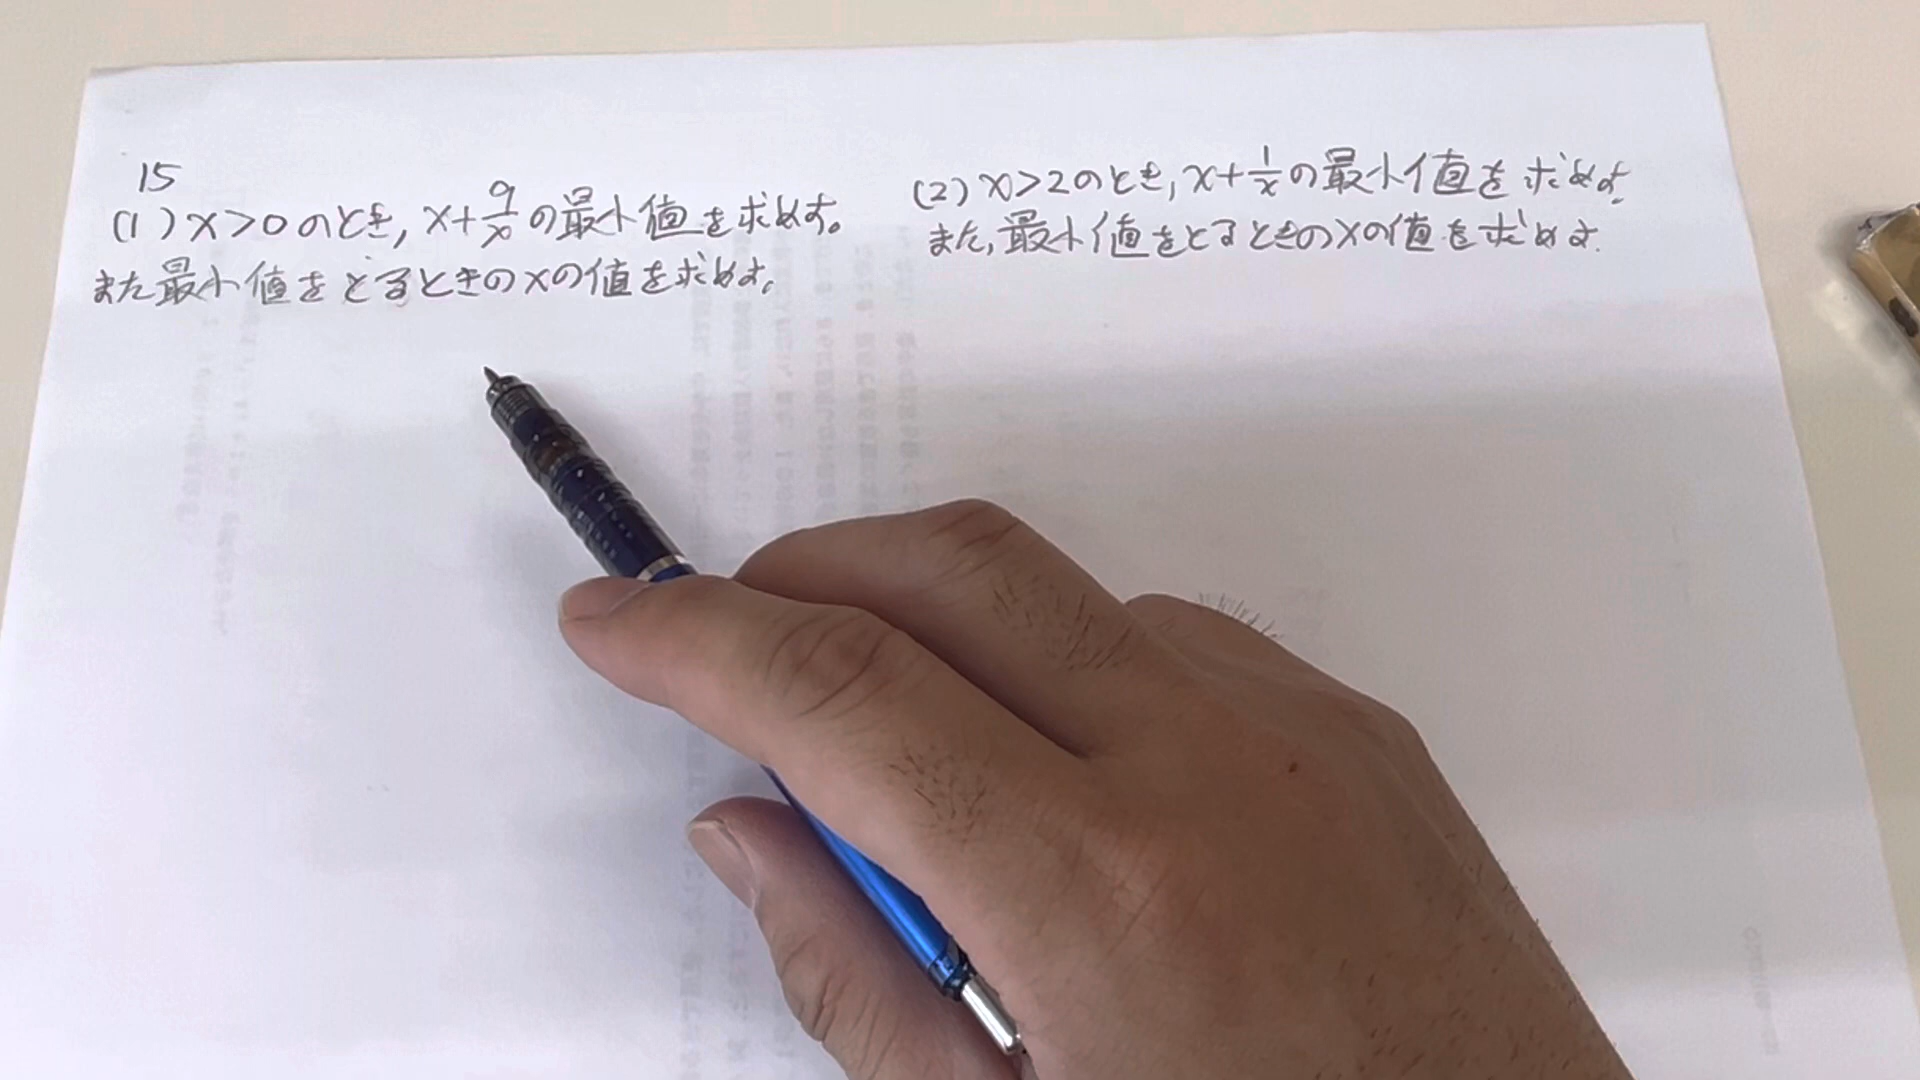 15
(1) x>0のとき, x+9/xの最小値を求めよ。
また最小値をとるときのxの値を求めよ。
(2) x>2のとき, x+1/xの最小値を求めよ.
また, 最小値をとるときのxの値を求めよ.